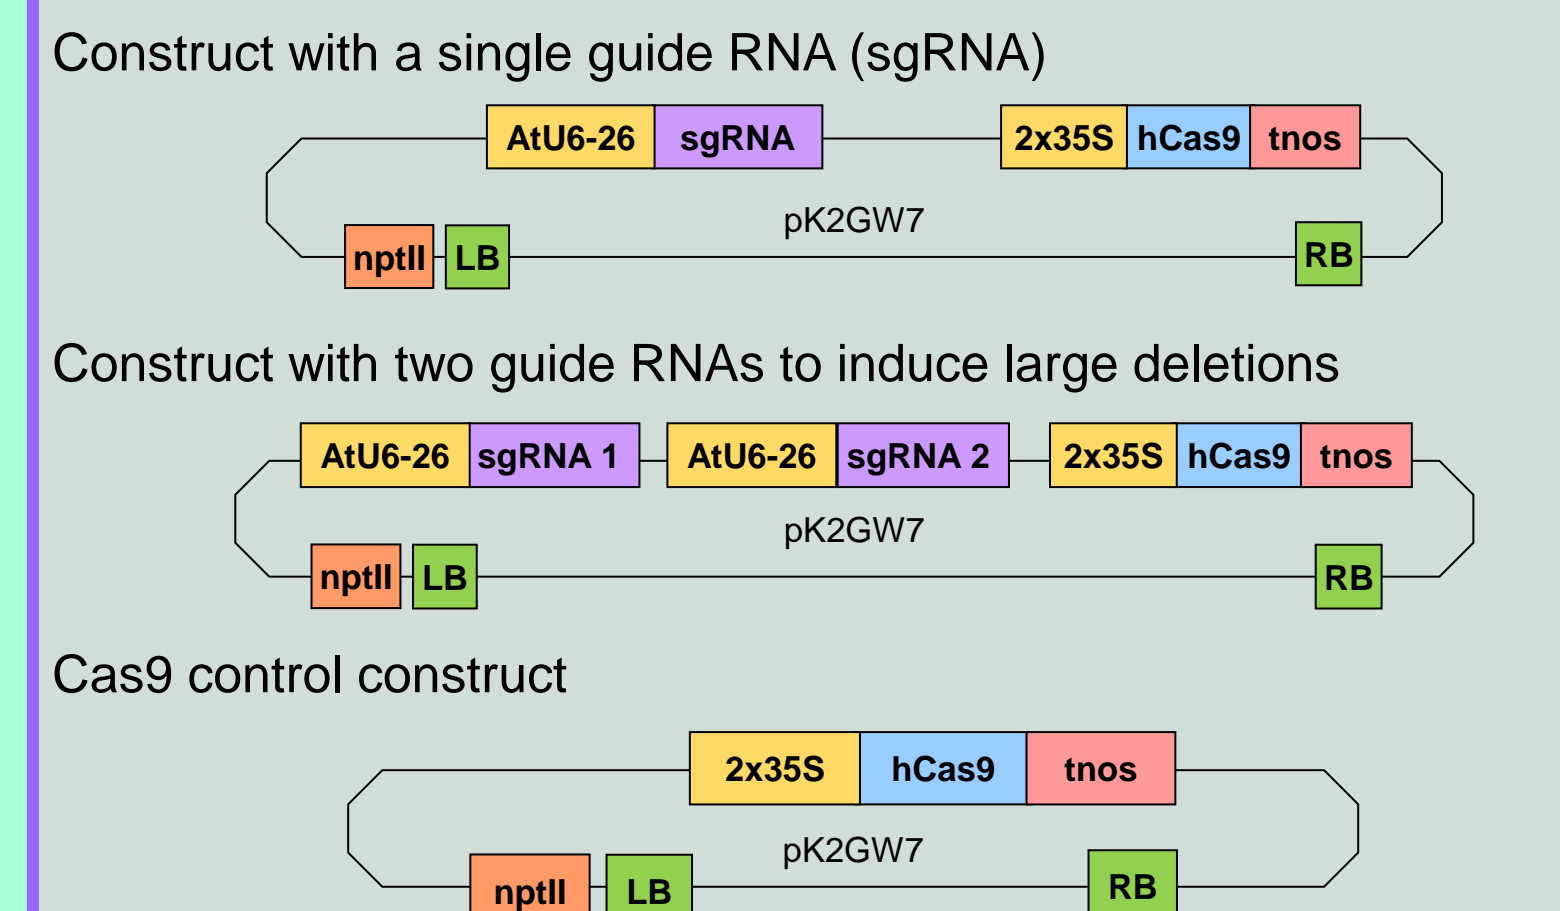 Construct with a single guide RNA (sgRNA)
AtU6-26 sgRNA 2x35S hCas9 tnos
pK2GW7
nptII LB RB
Construct with two guide RNAs to induce large deletions
AtU6-26 sgRNA 1 AtU6-26 sgRNA 2 2x35S hCas9 tnos
pK2GW7
nptII LB RB
Cas9 control construct
2x35S hCas9 tnos
pK2GW7
nptII LB RB